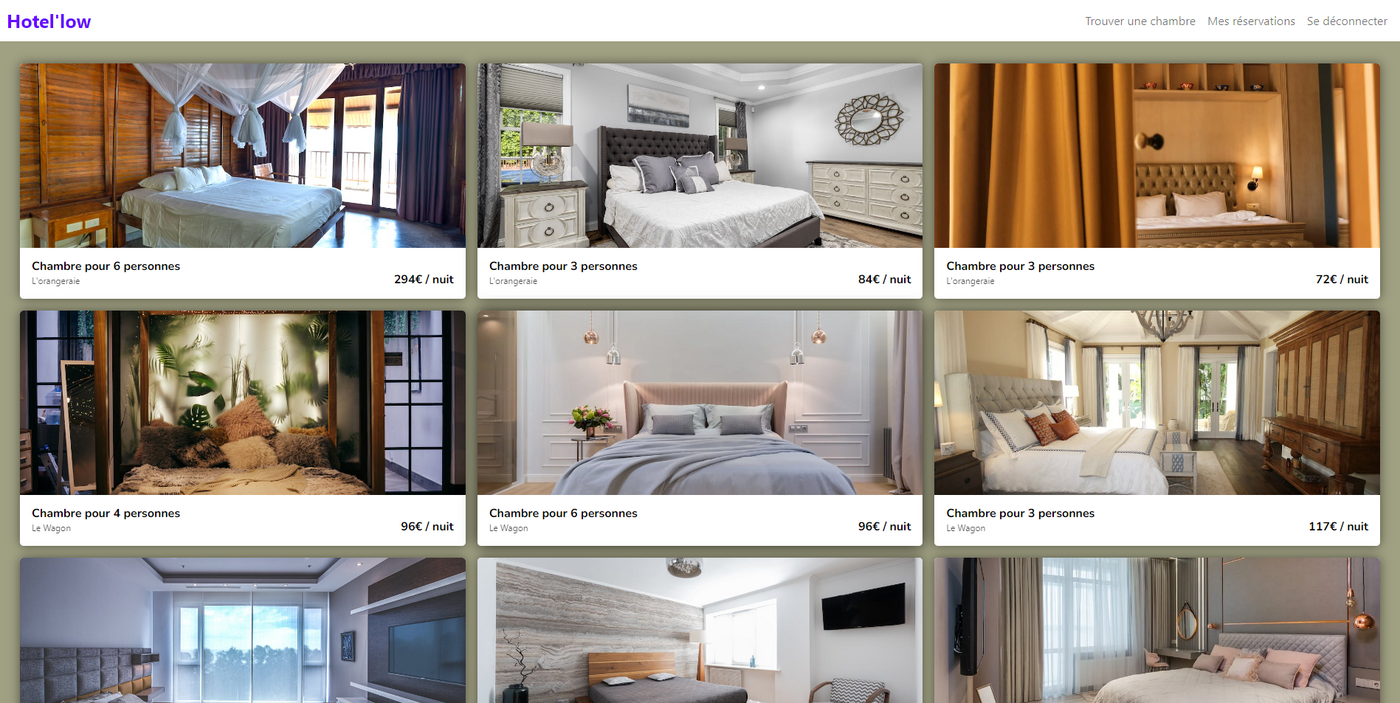 Hotel'low
Trouver une chambre Mes réservations Se déconnecter
Chambre pour 6 personnes
L'orangeraie
294€ / nuit
Chambre pour 3 personnes
L'orangeraie
84€ / nuit
Chambre pour 3 personnes
L'orangeraie
72€ / nuit
Chambre pour 4 personnes
Le Wagon
96€ / nuit
Chambre pour 6 personnes
Le Wagon
96€ / nuit
Chambre pour 3 personnes
Le Wagon
117€ / nuit